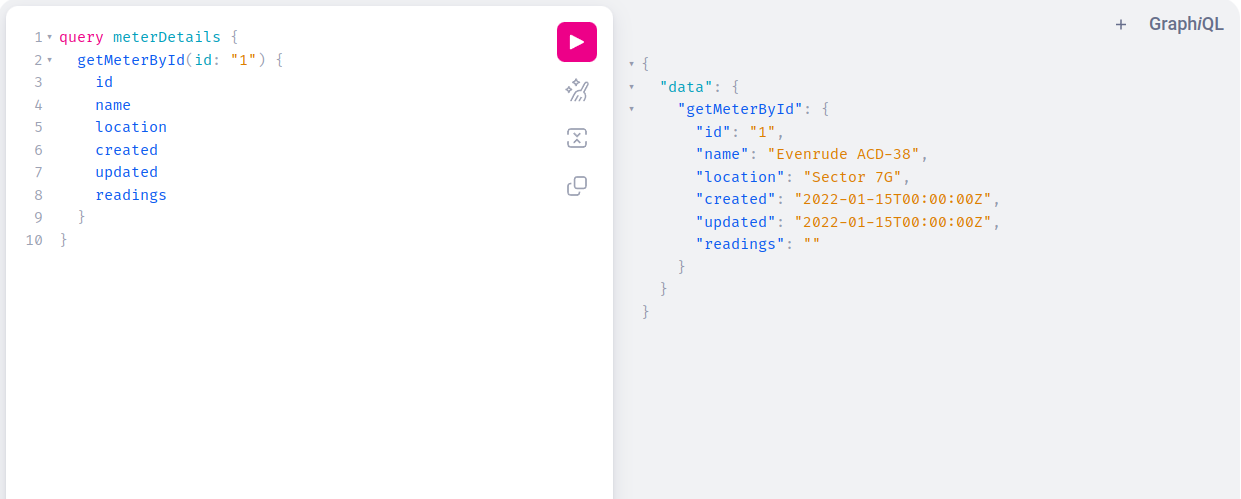 1 query meterDetails {
2   getMeterById(id: "1") {
3     id
4     name
5     location
6     created
7     updated
8     readings
9   }
10 }
+ GraphiQL
{
  "data": {
    "getMeterById": {
      "id": "1",
      "name": "Evenrude ACD-38",
      "location": "Sector 7G",
      "created": "2022-01-15T00:00:00Z",
      "updated": "2022-01-15T00:00:00Z",
      "readings": ""
    }
  }
}